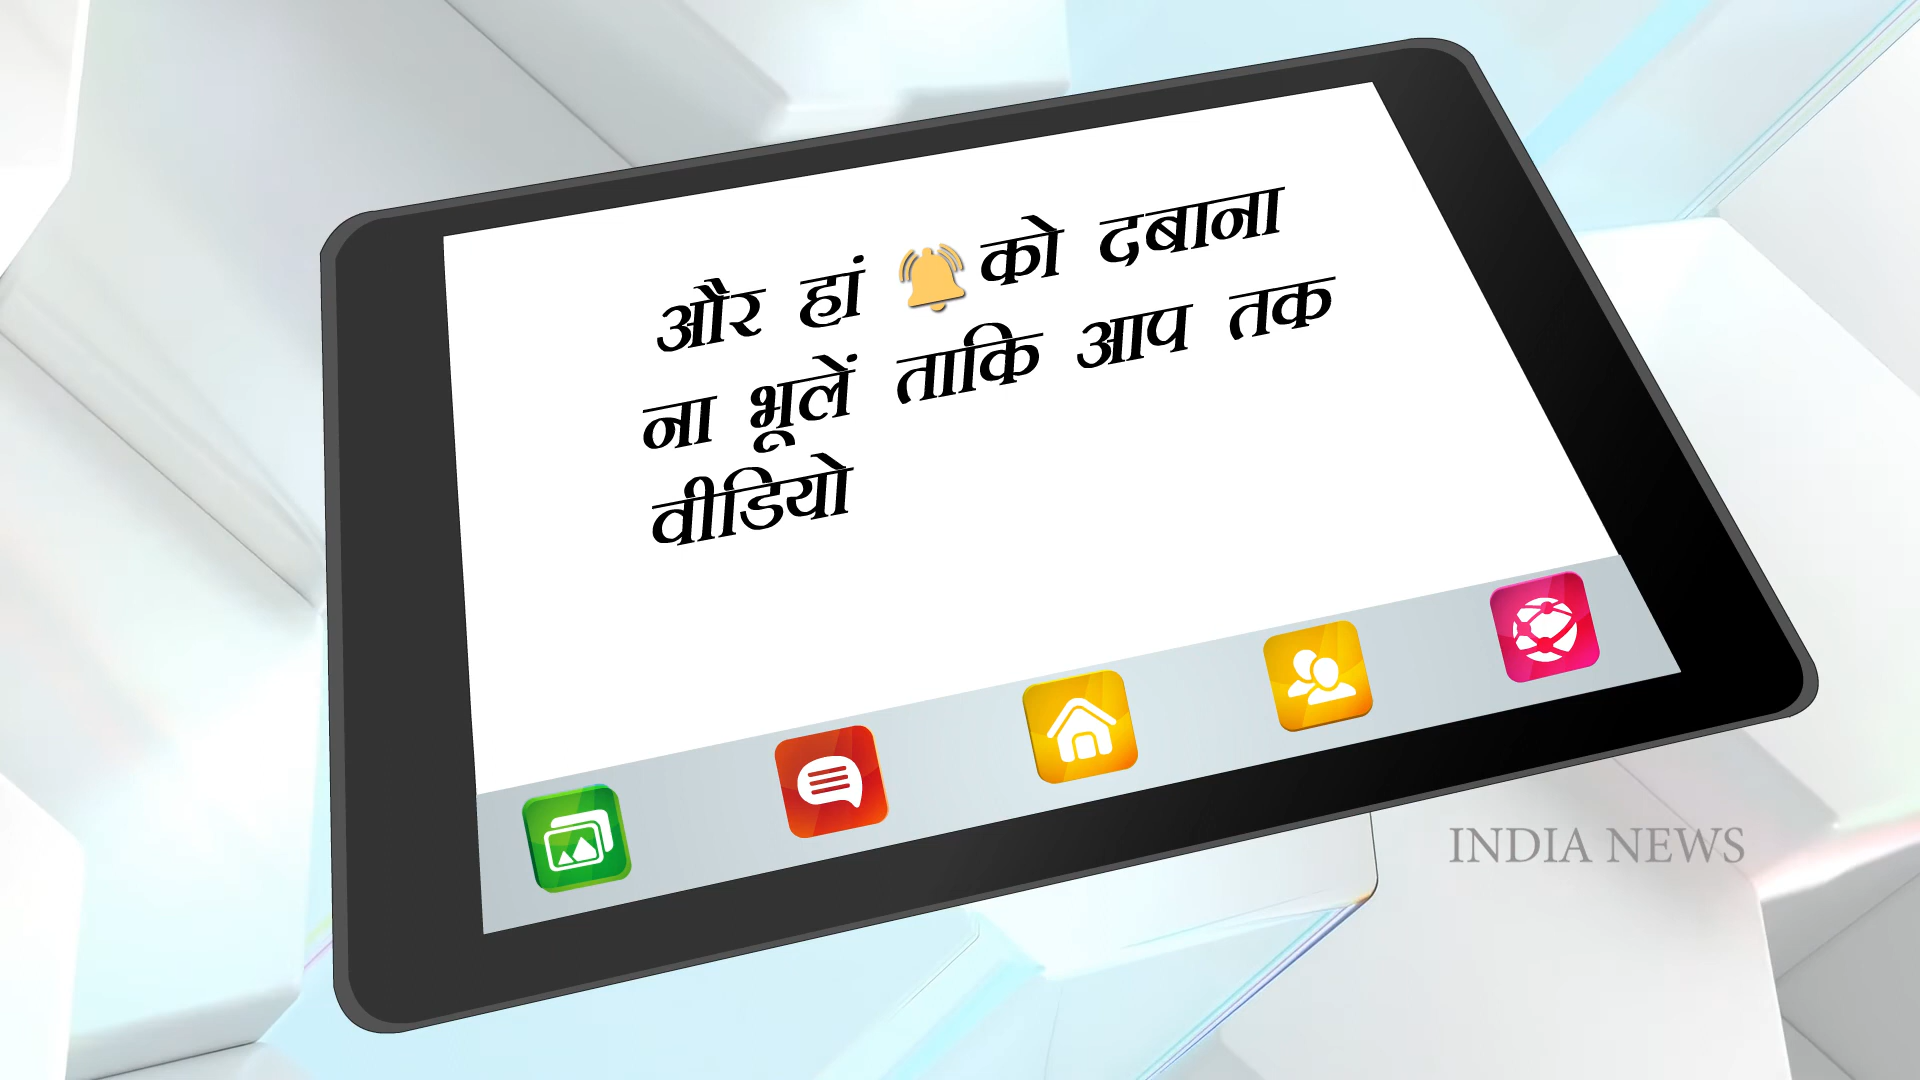 और हां 🔔 को दबाना
ना भूलें ताकि आप तक
वीडियो
INDIA NEWS